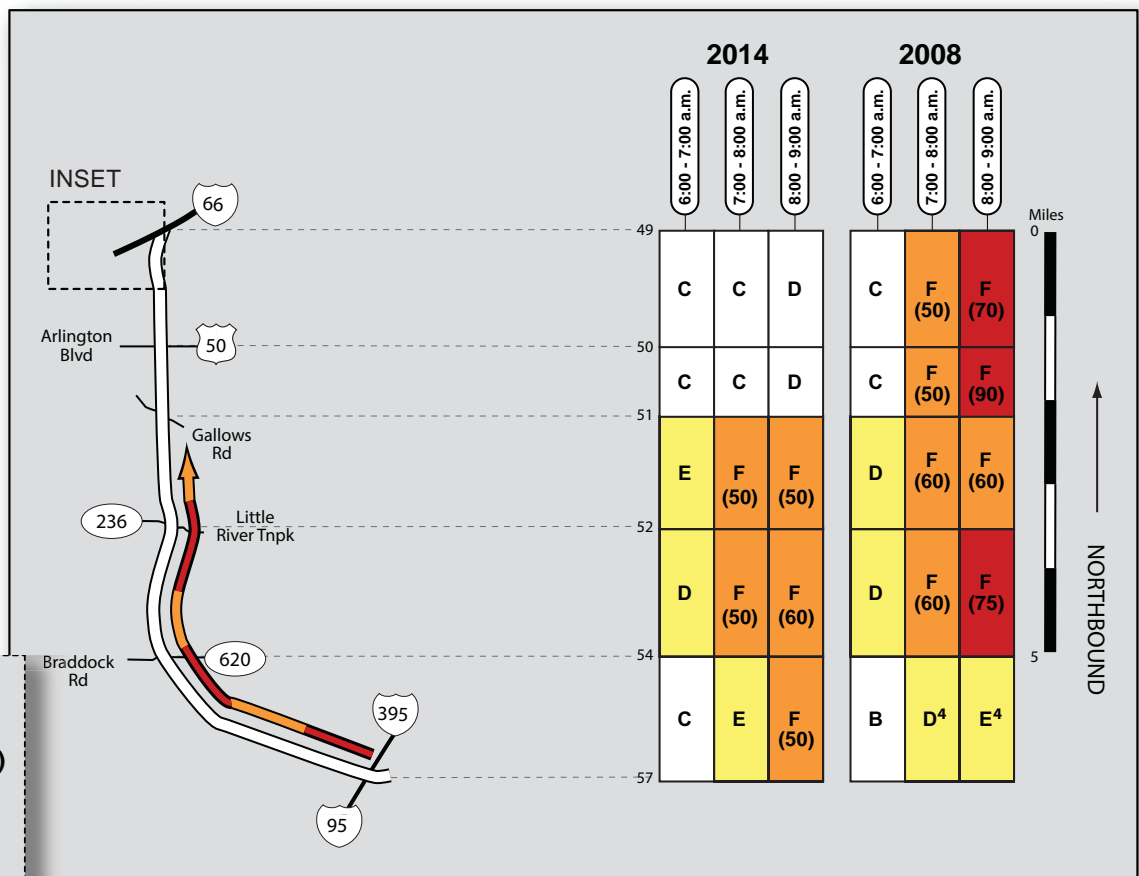 2014 2008
6:00 - 7:00 a.m. 7:00 - 8:00 a.m. 8:00 - 9:00 a.m. 6:00 - 7:00 a.m. 7:00 - 8:00 a.m. 8:00 - 9:00 a.m.
INSET
66
Miles
49
0
C C D C F (50) F (70)
Arlington
Blvd
50
50
C C D C F (50) F (90)
51
Gallows
Rd
E F (50) F (50) D F (60) F (60)
236
Little
River Tnpk
52
D F (50) F (60) D F (60) F (75)
NORTHBOUND
Braddock
Rd
620
54
5
C E F (50) B D4 E4
395
)
57
95